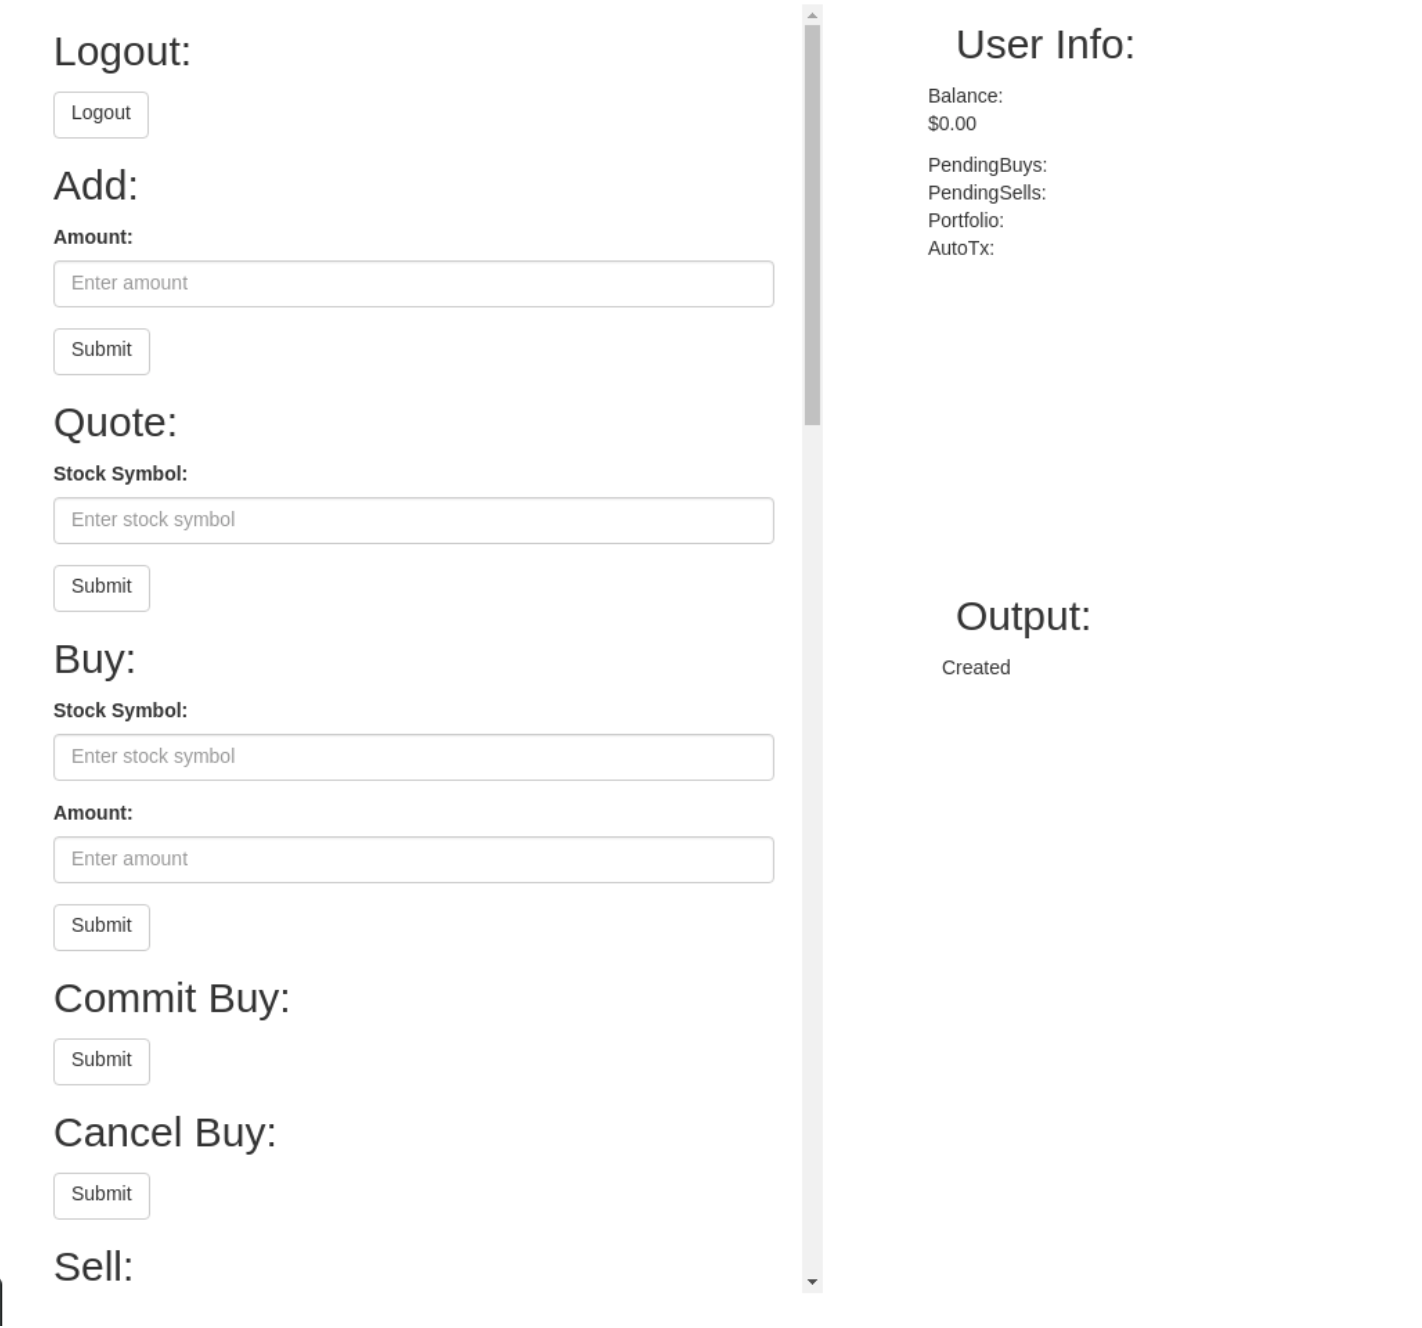 Logout:
Logout
Add:
Amount:
Enter amount
Submit
Quote:
Stock Symbol:
Enter stock symbol
Submit
Buy:
Stock Symbol:
Enter stock symbol
Amount:
Enter amount
Submit
Commit Buy:
Submit
Cancel Buy:
Submit
Sell:
User Info:
Balance:
$0.00
PendingBuys:
PendingSells:
Portfolio:
AutoTx:
Output:
Created